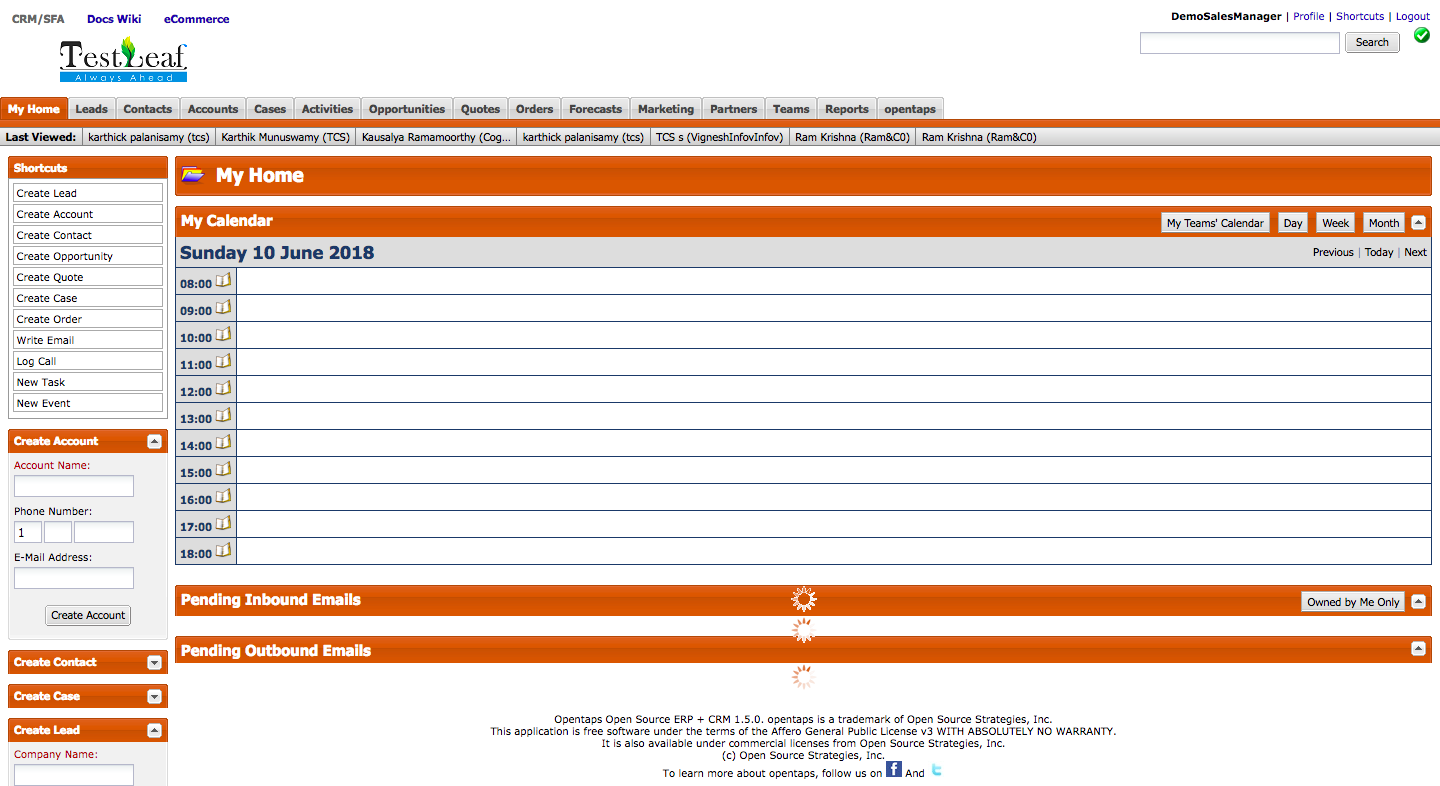 CRM/SFA Docs Wiki eCommerce
DemoSalesManager | Profile | Shortcuts | Logout
Search
TestLeaf
Always Ahead
My Home Leads Contacts Accounts Cases Activities Opportunities Quotes Orders Forecasts Marketing Partners Teams Reports opentaps
Last Viewed: karthick palanisamy (tcs) Karthik Munuswamy (TCS) Kausalya Ramamoorthy (Cog... karthick palanisamy (tcs) TCS s (VigneshInfovInfov) Ram Krishna (Ram&C0) Ram Krishna (Ram&C0)
Shortcuts
Create Lead
Create Account
Create Contact
Create Opportunity
Create Quote
Create Case
Create Order
Write Email
Log Call
New Task
New Event
Create Account
Account Name:
Phone Number:
1
E-Mail Address:
Create Account
Create Contact
Create Case
Create Lead
Company Name:
My Home
My Calendar My Teams' Calendar Day Week Month
Sunday 10 June 2018 Previous | Today | Next
08:00
09:00
10:00
11:00
12:00
13:00
14:00
15:00
16:00
17:00
18:00
Pending Inbound Emails Owned by Me Only
Pending Outbound Emails
Opentaps Open Source ERP + CRM 1.5.0. opentaps is a trademark of Open Source Strategies, Inc.
This application is free software under the terms of the Affero General Public License v3 WITH ABSOLUTELY NO WARRANTY.
It is also available under commercial licenses from Open Source Strategies, Inc.
(c) Open Source Strategies, Inc.
To learn more about opentaps, follow us on f And t